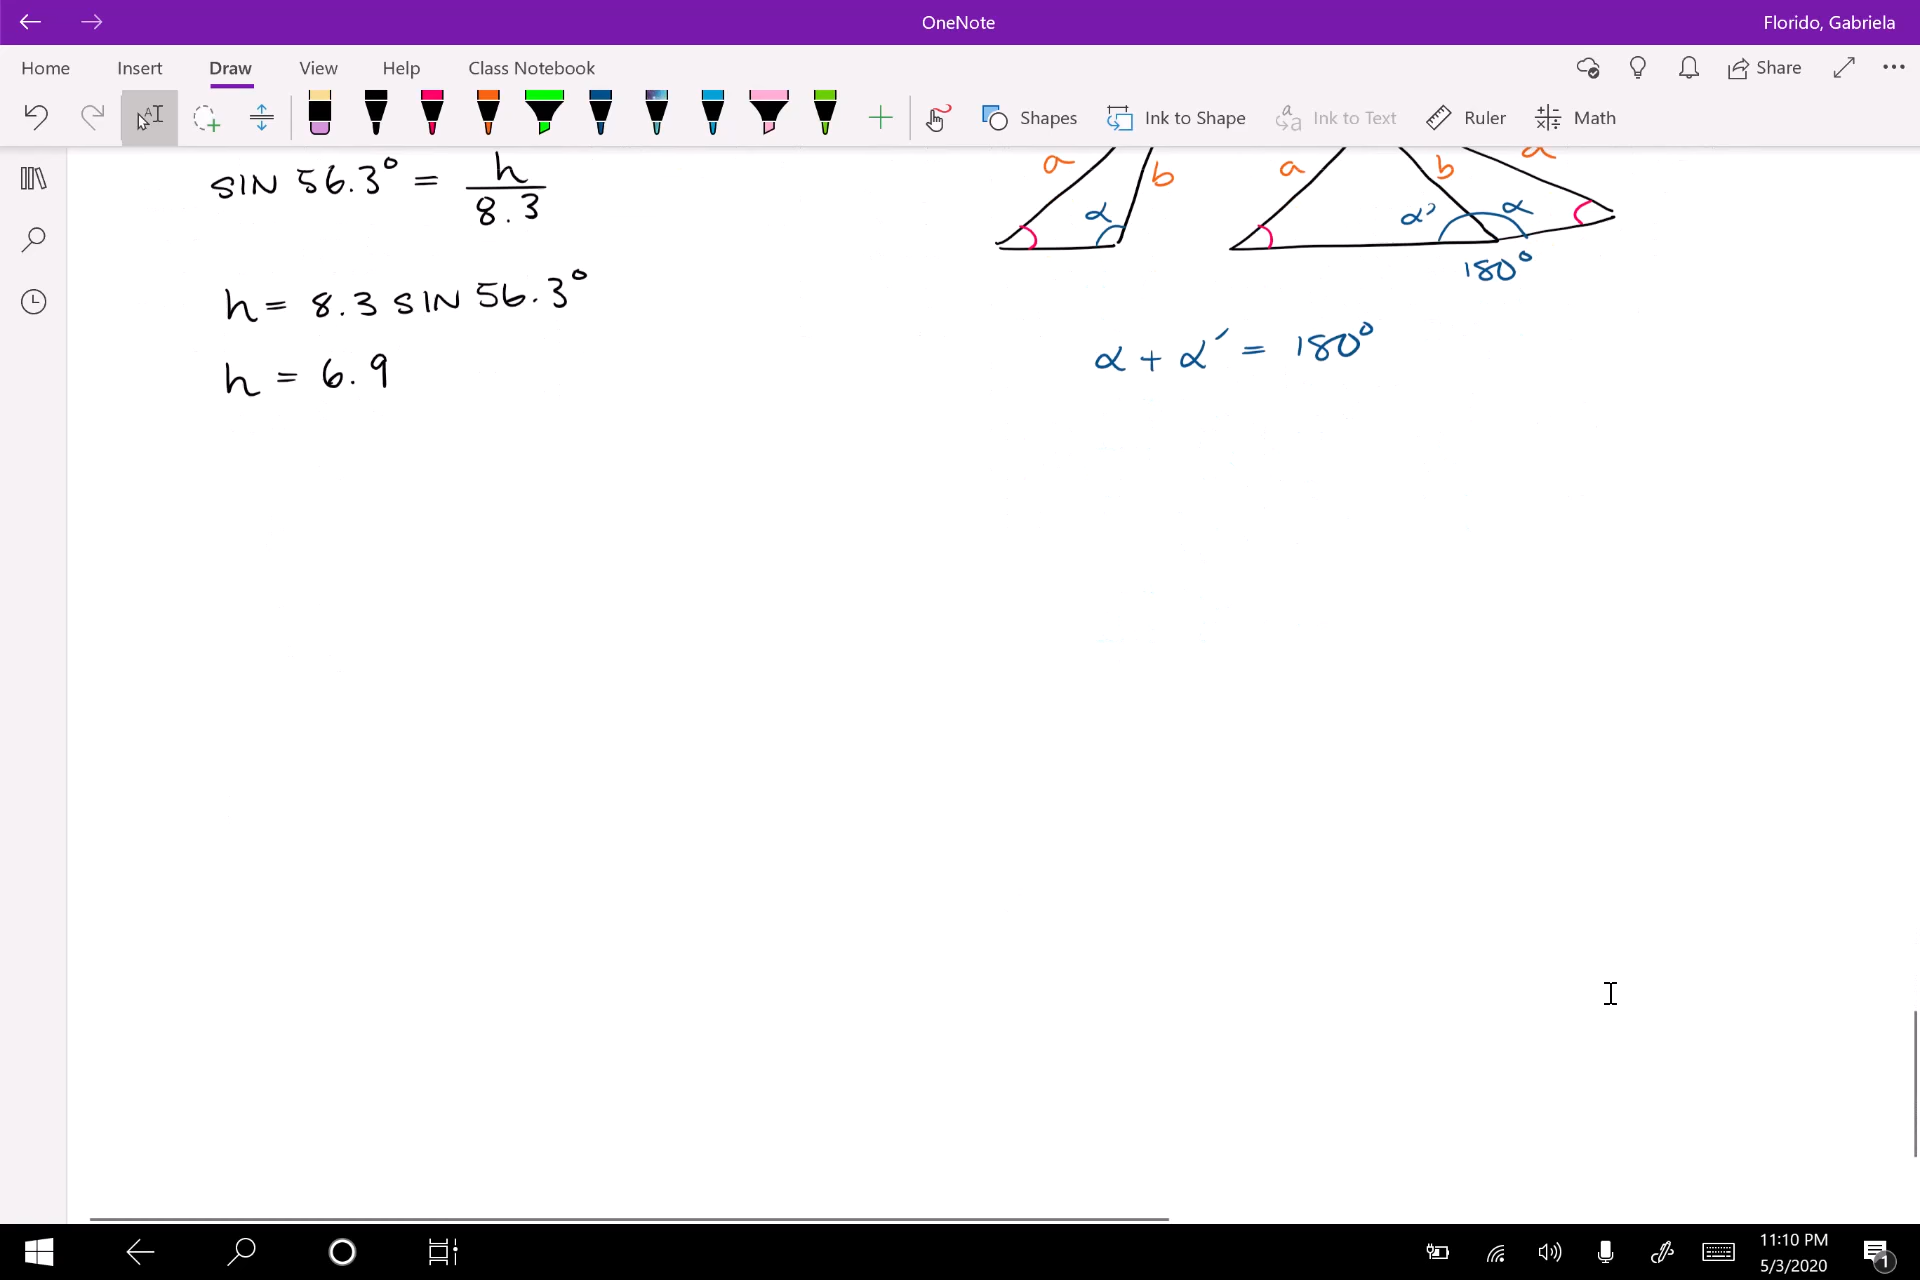 OneNote
Florido, Gabriela
Home Insert Draw View Help Class Notebook
Share
Shapes Ink to Shape Ink to Text Ruler Math
SIN 56.3° = h
8.3
h = 8.3 SIN 56.3°
h = 6.9
a b α
a b a
α' α
180°
α + α' = 180°
11:10 PM
5/3/2020
1